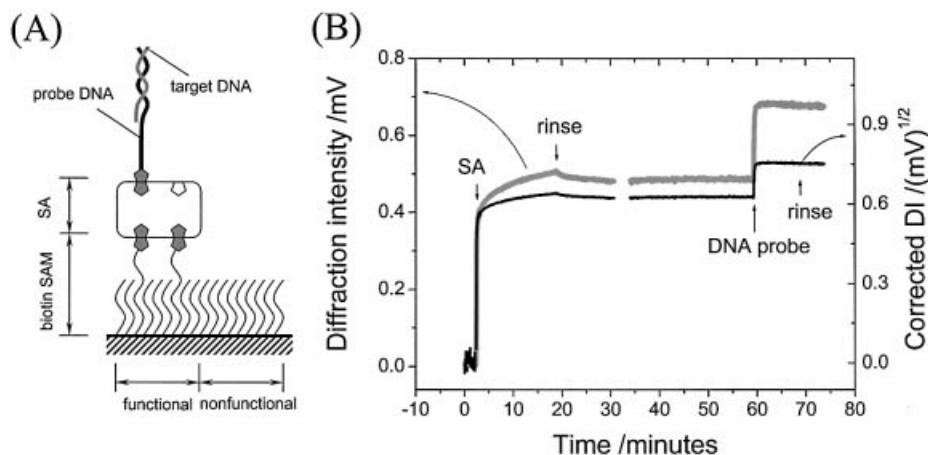 (A)
target DNA
probe DNA
SA
biotin SAM
functional
nonfunctional
(B)
Diffraction intensity /mV
0.8
0.6
0.4
0.2
0.0
-10
0
10
20
30
40
50
60
70
80
Time /minutes
SA
rinse
DNA probe
rinse
0.9
0.6
0.3
0.0
Corrected DI /(mV)^1/2